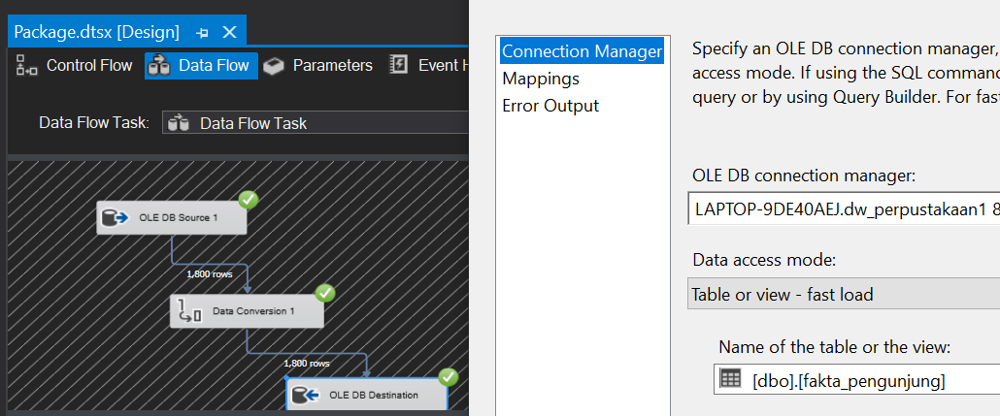 Package.dtsx [Design]
Control Flow
Data Flow
Parameters
Event H
Data Flow Task:
Data Flow Task
OLE DB Source 1
1,800 rows
Data Conversion 1
1,800 rows
OLE DB Destination
Connection Manager
Mappings
Error Output
Specify an OLE DB connection manager,
access mode. If using the SQL command
query or by using Query Builder. For fast
OLE DB connection manager:
LAPTOP-9DE40AEJ.dw_perpustakaan1 8
Data access mode:
Table or view - fast load
Name of the table or the view:
[dbo].[fakta_pengunjung]